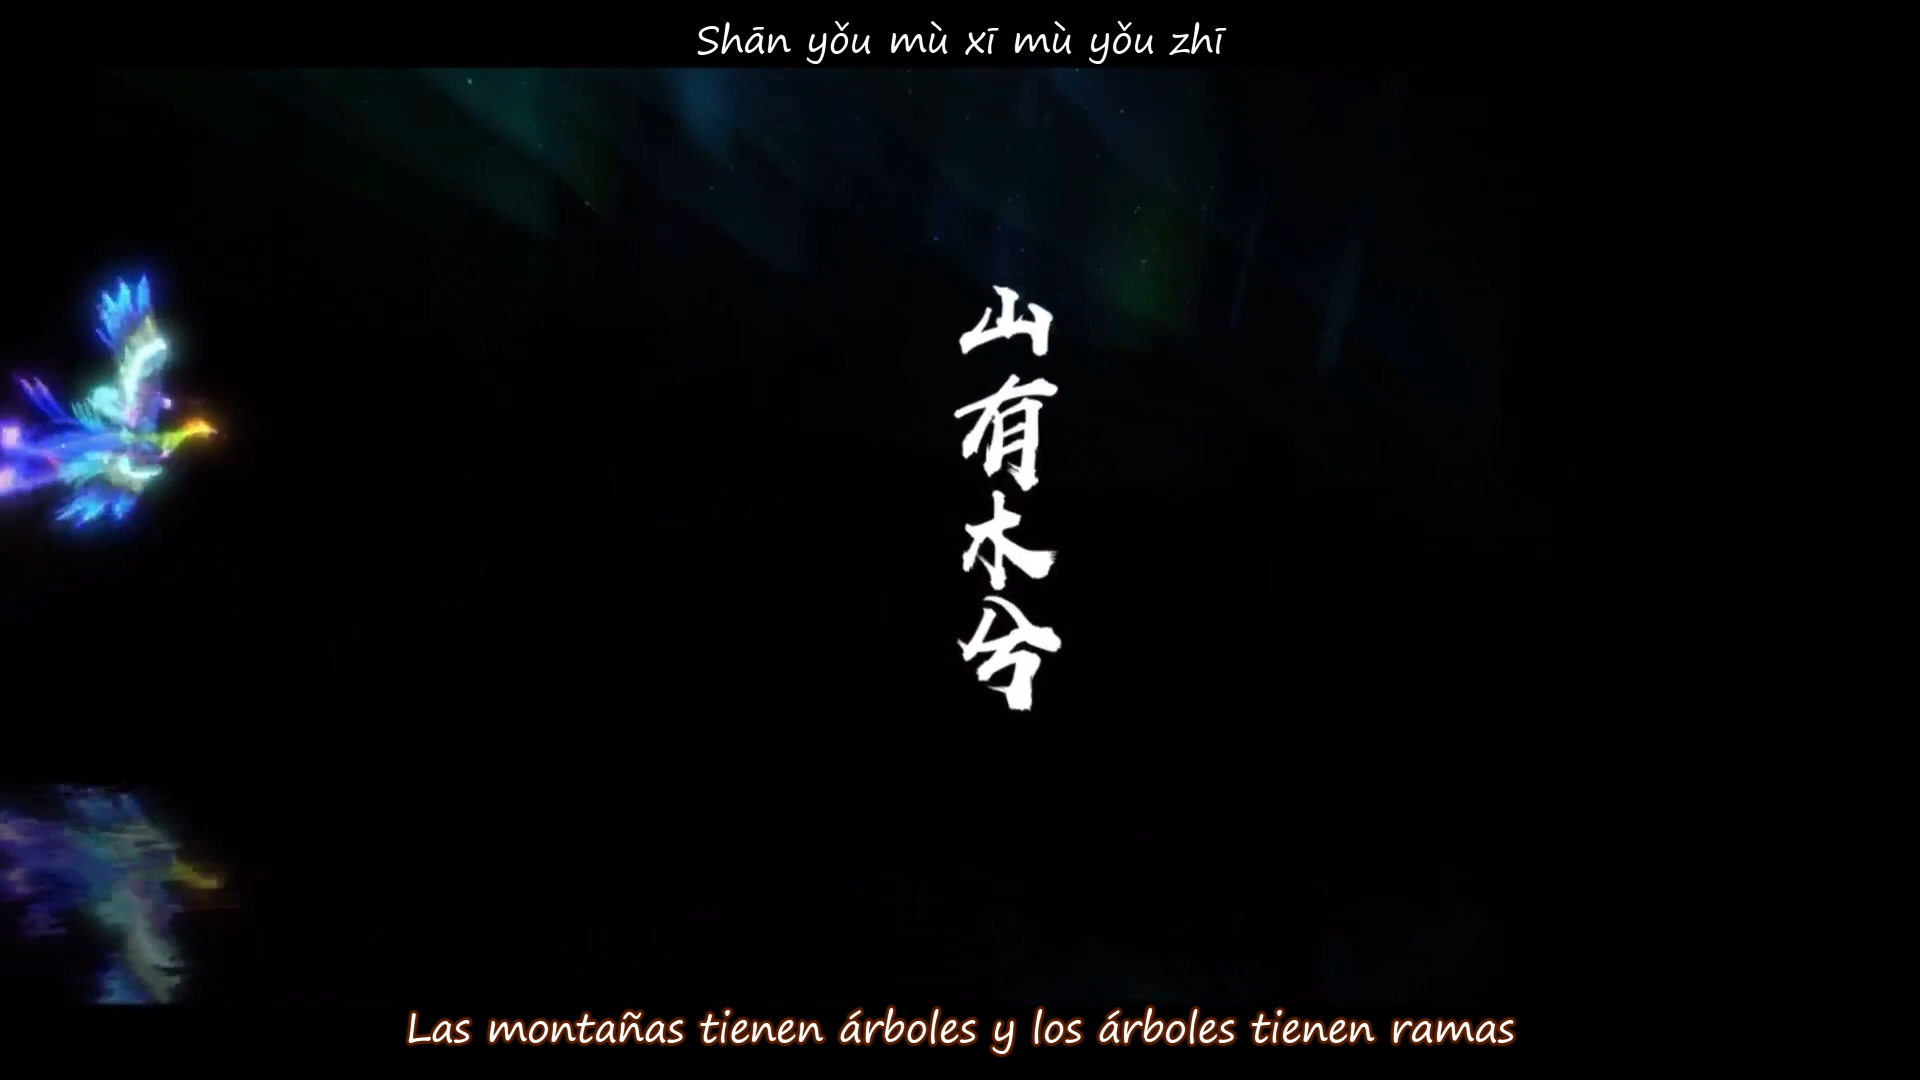 Shān yǒu mù xī mù yǒu zhī
山有木兮
Las montañas tienen árboles y los árboles tienen ramas